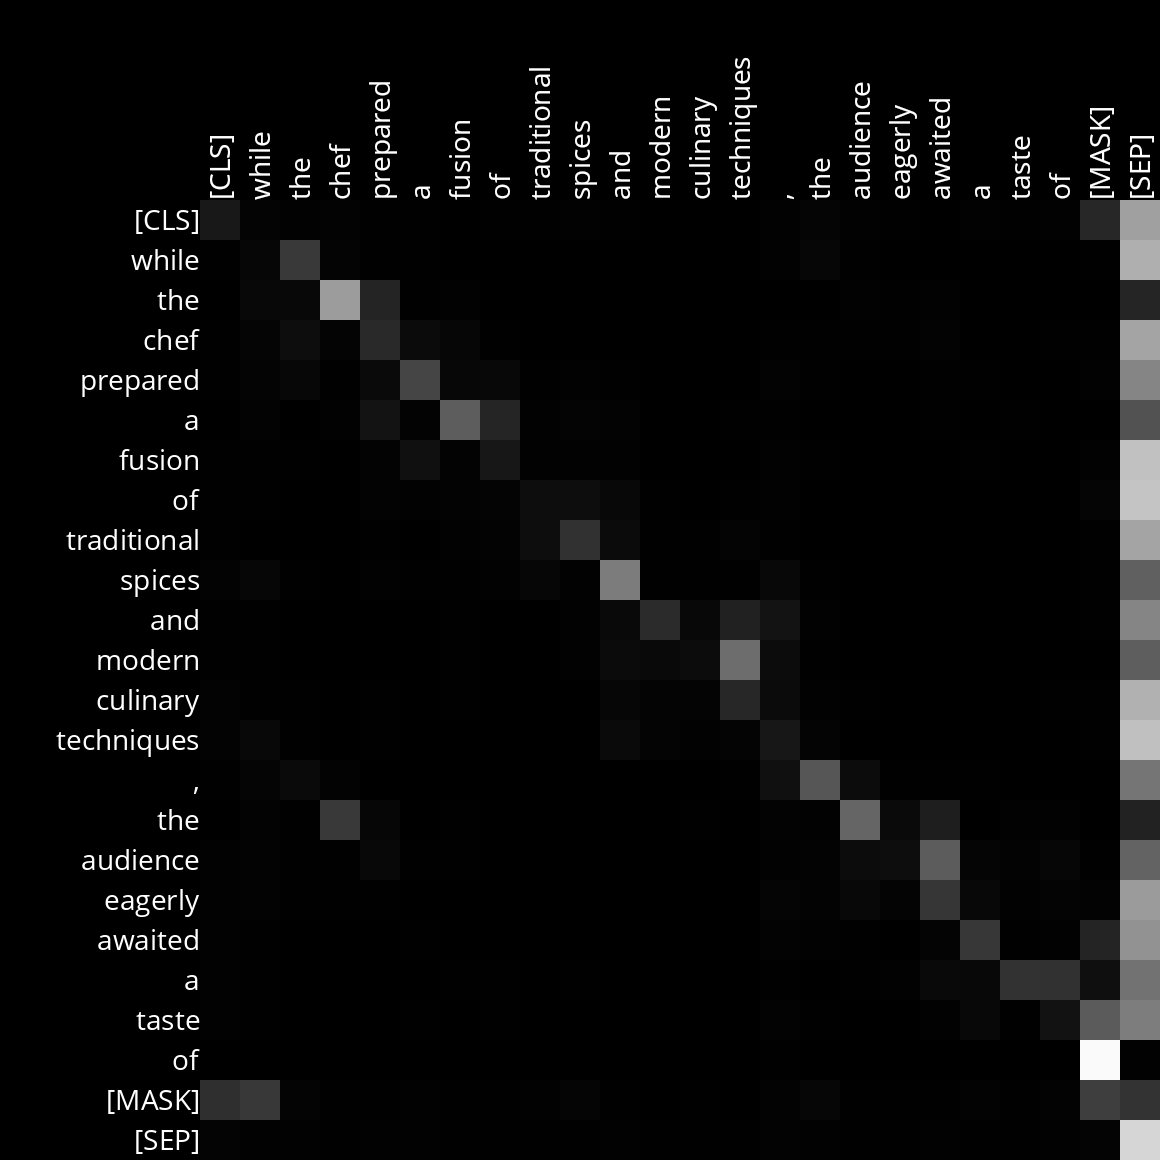 [CLS]
while
the
chef
prepared
a
fusion
of
traditional
spices
and
modern
culinary
techniques
,
the
audience
eagerly
awaited
a
taste
of
[MASK]
[SEP]
[CLS]
while
the
chef
prepared
a
fusion
of
traditional
spices
and
modern
culinary
techniques
,
the
audience
eagerly
awaited
a
taste
of
[MASK]
[SEP]